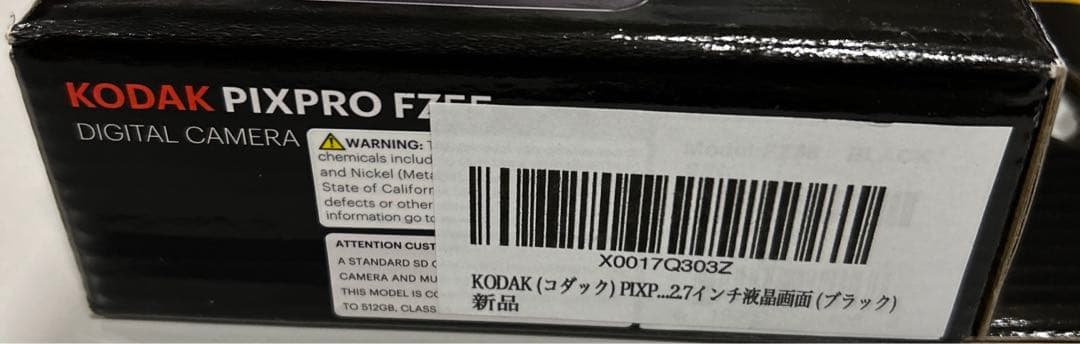 KODAK PIXPRO FZ55
DIGITAL CAMERA
WARNING:
chemicals includ
and Nickel (Meta
State of Californ
defects or other
information go to
ATTENTION CUST
A STANDARD SD C
CAMERA AND MU
THIS MODEL IS CO
TO 512GB, CLASS
X0017Q303Z
KODAK (コダック) PIXP...2.7インチ液晶画面 (ブラック)
新品